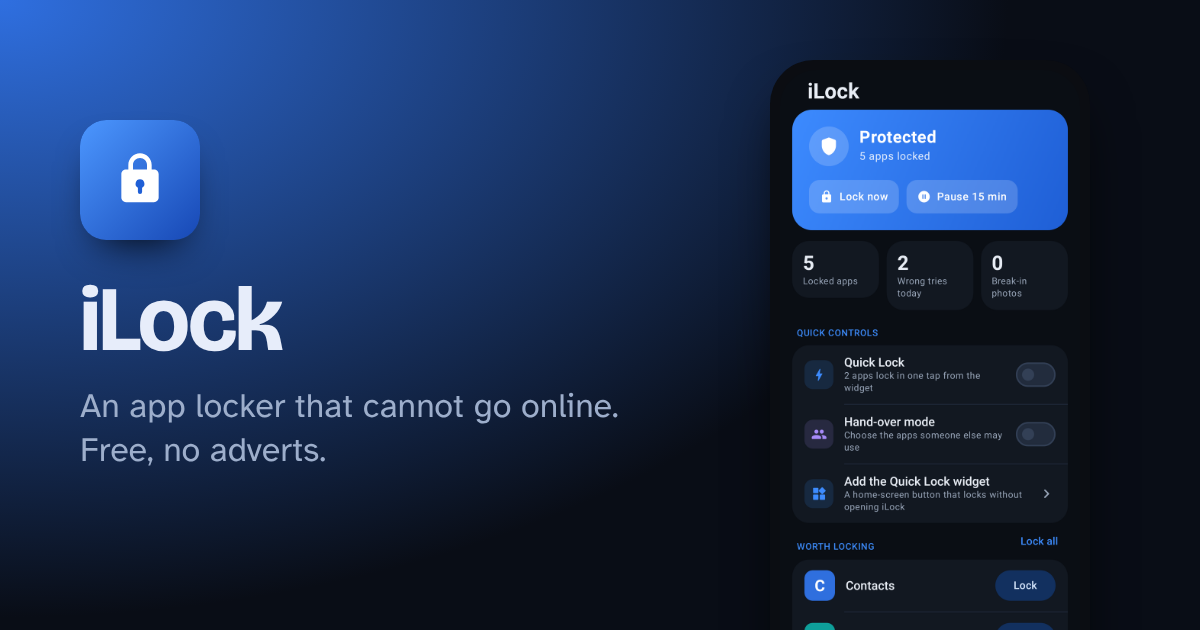 iLock
An app locker that cannot go online.
Free, no adverts.
iLock
Protected
5 apps locked
Lock now
Pause 15 min
5
Locked apps
2
Wrong tries
today
0
Break-in
photos
QUICK CONTROLS
Quick Lock
2 apps lock in one tap from the
widget
Hand-over mode
Choose the apps someone else may
use
Add the Quick Lock widget
A home-screen button that locks without
opening iLock
WORTH LOCKING
Lock all
C
Contacts
Lock